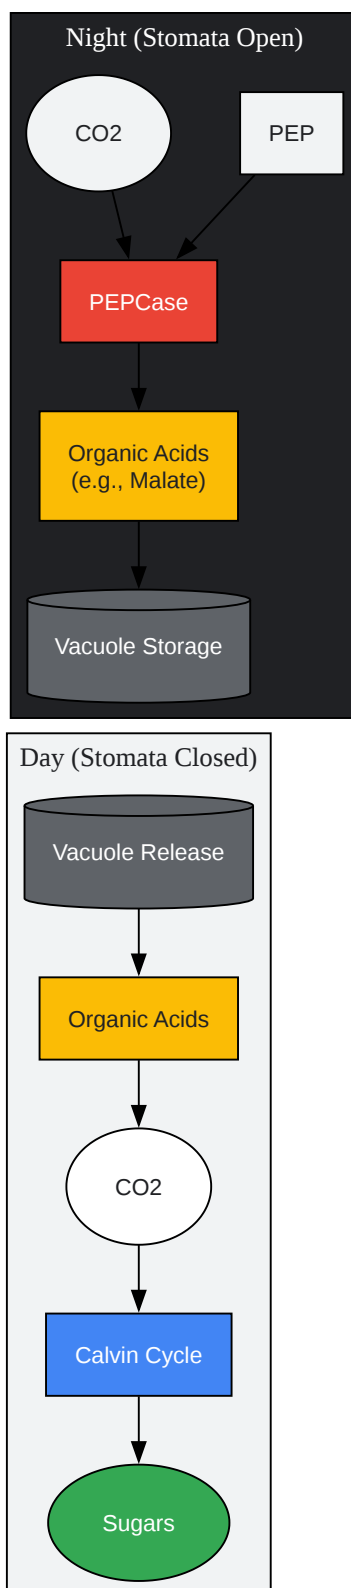 Night (Stomata Open)
CO2
PEP
PEPCase
Organic Acids
(e.g., Malate)
Vacuole Storage
Day (Stomata Closed)
Vacuole Release
Organic Acids
CO2
Calvin Cycle
Sugars